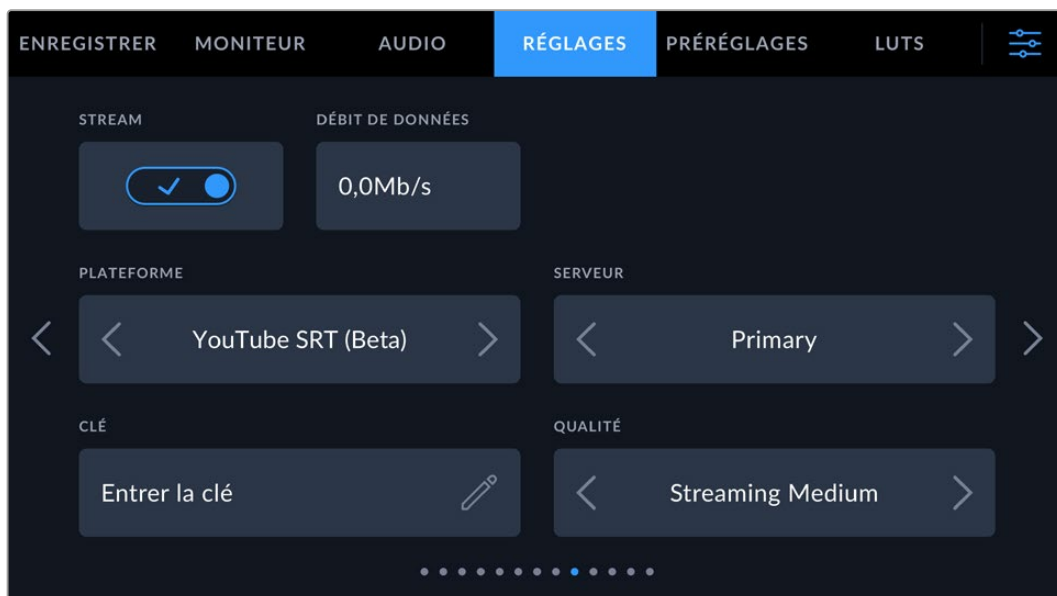 ENREGISTRER MONITEUR AUDIO RÉGLAGES PRÉRÉGLAGES LUTS
STREAM DÉBIT DE DONNÉES
0,0Mb/s
PLATEFORME SERVEUR
YouTube SRT (Beta) Primary
CLÉ QUALITÉ
Entrer la clé Streaming Medium